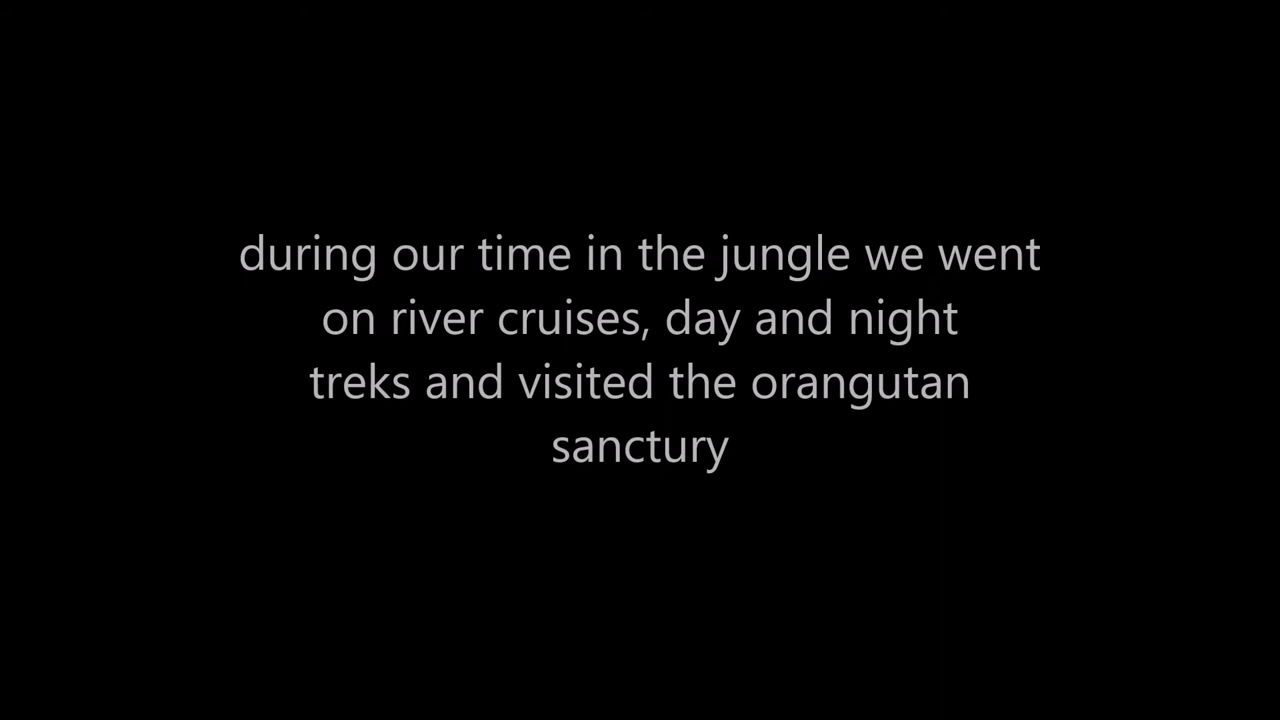 during our time in the jungle we went
on river cruises, day and night
treks and visited the orangutan
sanctury